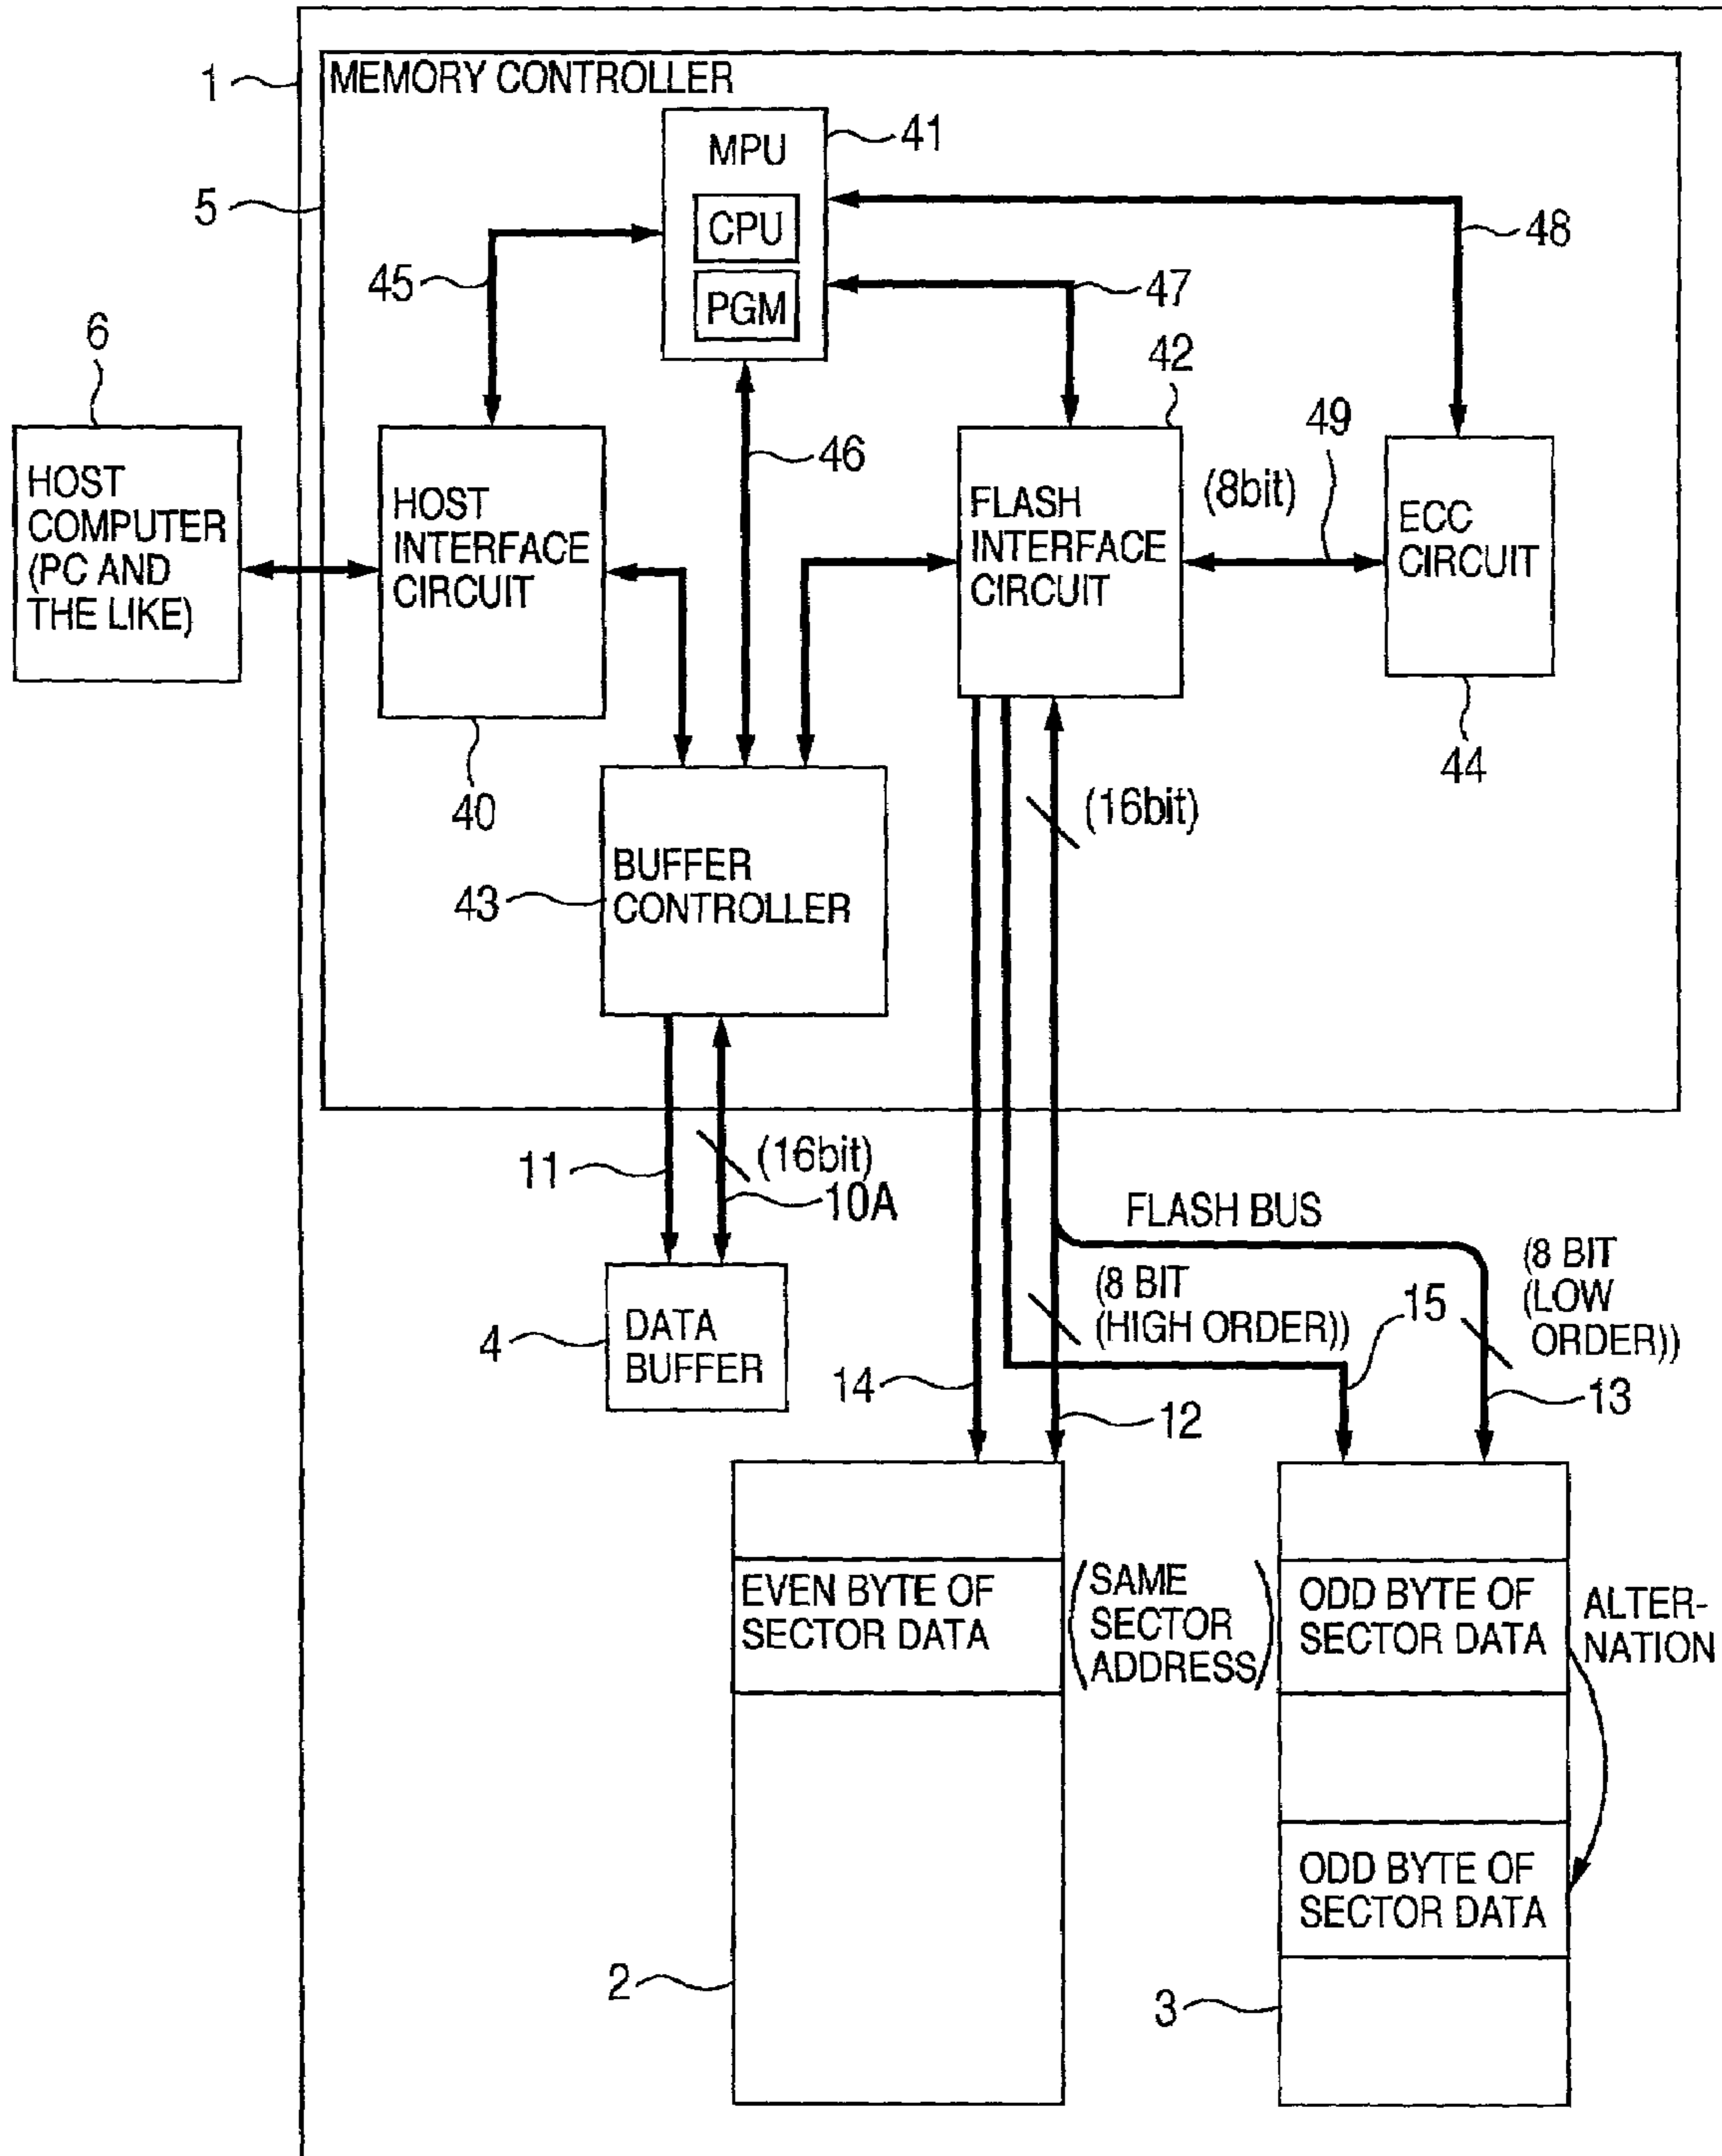 1
MEMORY CONTROLLER
5
MPU
41
CPU
PGM
45
48
47
6
42
46
49
HOST
COMPUTER
(PC AND
THE LIKE)
HOST
INTERFACE
CIRCUIT
40
FLASH
INTERFACE
CIRCUIT
(8bit)
ECC
CIRCUIT
44
BUFFER
CONTROLLER
43
(16bit)
11
(16bit)
10A
FLASH BUS
(8 BIT
(HIGH ORDER))
15
(8 BIT
(LOW
ORDER))
4
DATA
BUFFER
14
12
13
EVEN BYTE OF
SECTOR DATA
(SAME
SECTOR
ADDRESS)
ODD BYTE OF
SECTOR DATA
ALTER-
NATION
ODD BYTE OF
SECTOR DATA
2
3